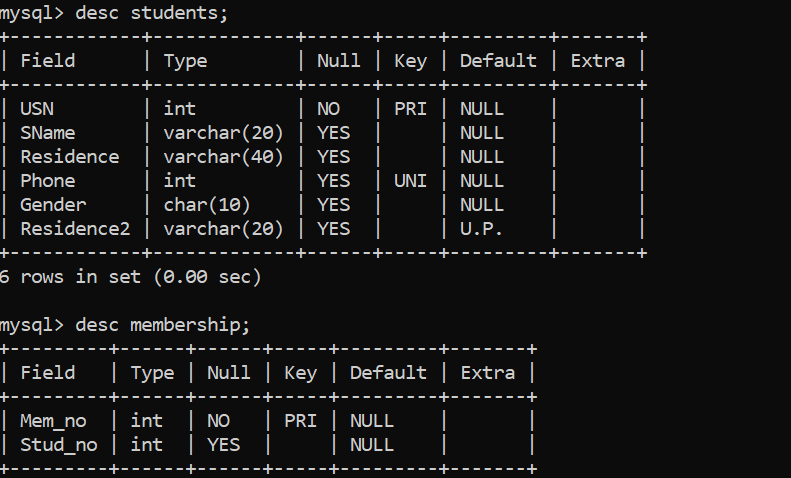 mysql> desc students;
+------------+-------------+------+-----+---------+-------+
| Field      | Type        | Null | Key | Default | Extra |
+------------+-------------+------+-----+---------+-------+
| USN        | int         | NO   | PRI | NULL    |       |
| SName      | varchar(20) | YES  |     | NULL    |       |
| Residence  | varchar(40) | YES  |     | NULL    |       |
| Phone      | int         | YES  | UNI | NULL    |       |
| Gender     | char(10)    | YES  |     | NULL    |       |
| Residence2 | varchar(20) | YES  |     | U.P.    |       |
+------------+-------------+------+-----+---------+-------+
6 rows in set (0.00 sec)
mysql> desc membership;
+---------+------+------+-----+---------+-------+
| Field   | Type | Null | Key | Default | Extra |
+---------+------+------+-----+---------+-------+
| Mem_no  | int  | NO   | PRI | NULL    |       |
| Stud_no | int  | YES  |     | NULL    |       |
+---------+------+------+-----+---------+-------+